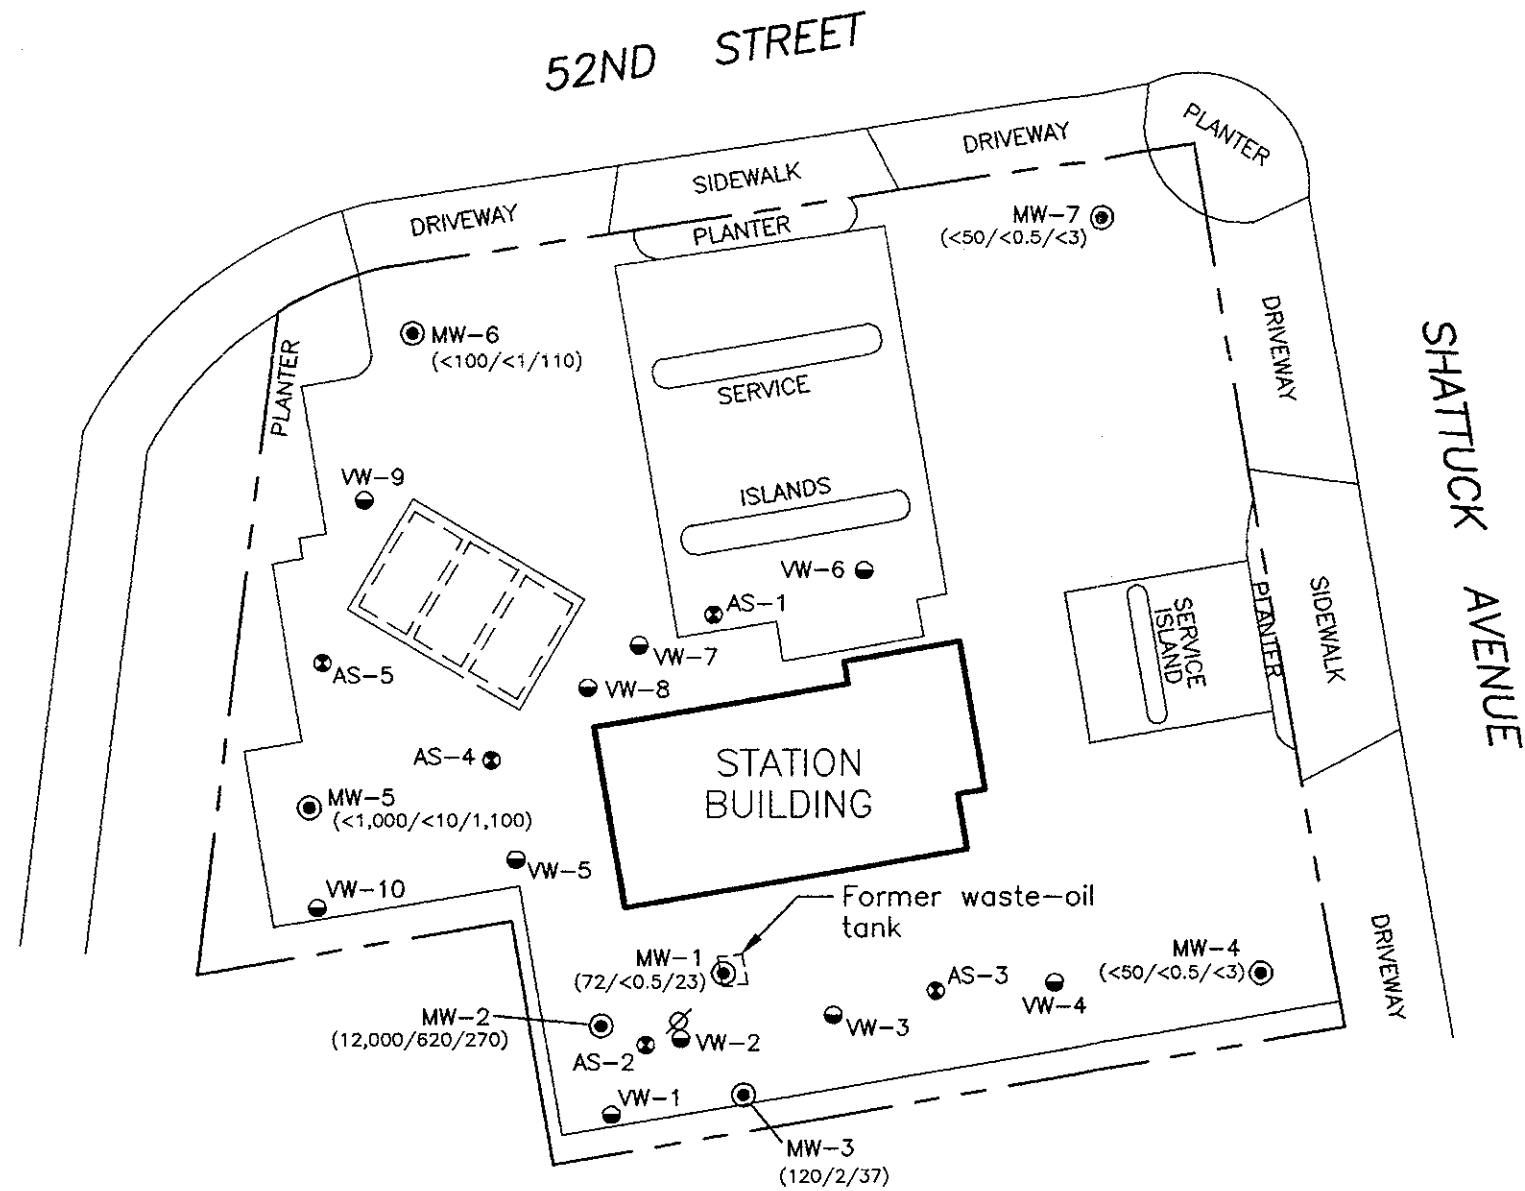 52ND STREET
DRIVEWAY
SIDEWALK
DRIVEWAY
PLANTER
PLANTER
MW-7
(<50/<0.5/<3)
MW-6
(<100/<1/110)
PLANTER
SERVICE
ISLANDS
DRIVEWAY
SHATTUCK AVENUE
VW-9
VW-6
AS-1
VW-7
AS-5
VW-8
SERVICE
ISLAND
PLANTER
SIDEWALK
AS-4
STATION
BUILDING
MW-5
(<1,000/<10/1,100)
VW-5
VW-10
Former waste-oil
tank
MW-1
(72/<0.5/23)
MW-4
(<50/<0.5/<3)
DRIVEWAY
AS-3
VW-4
MW-2
(12,000/620/270)
VW-3
VW-2
AS-2
VW-1
MW-3
(120/2/37)